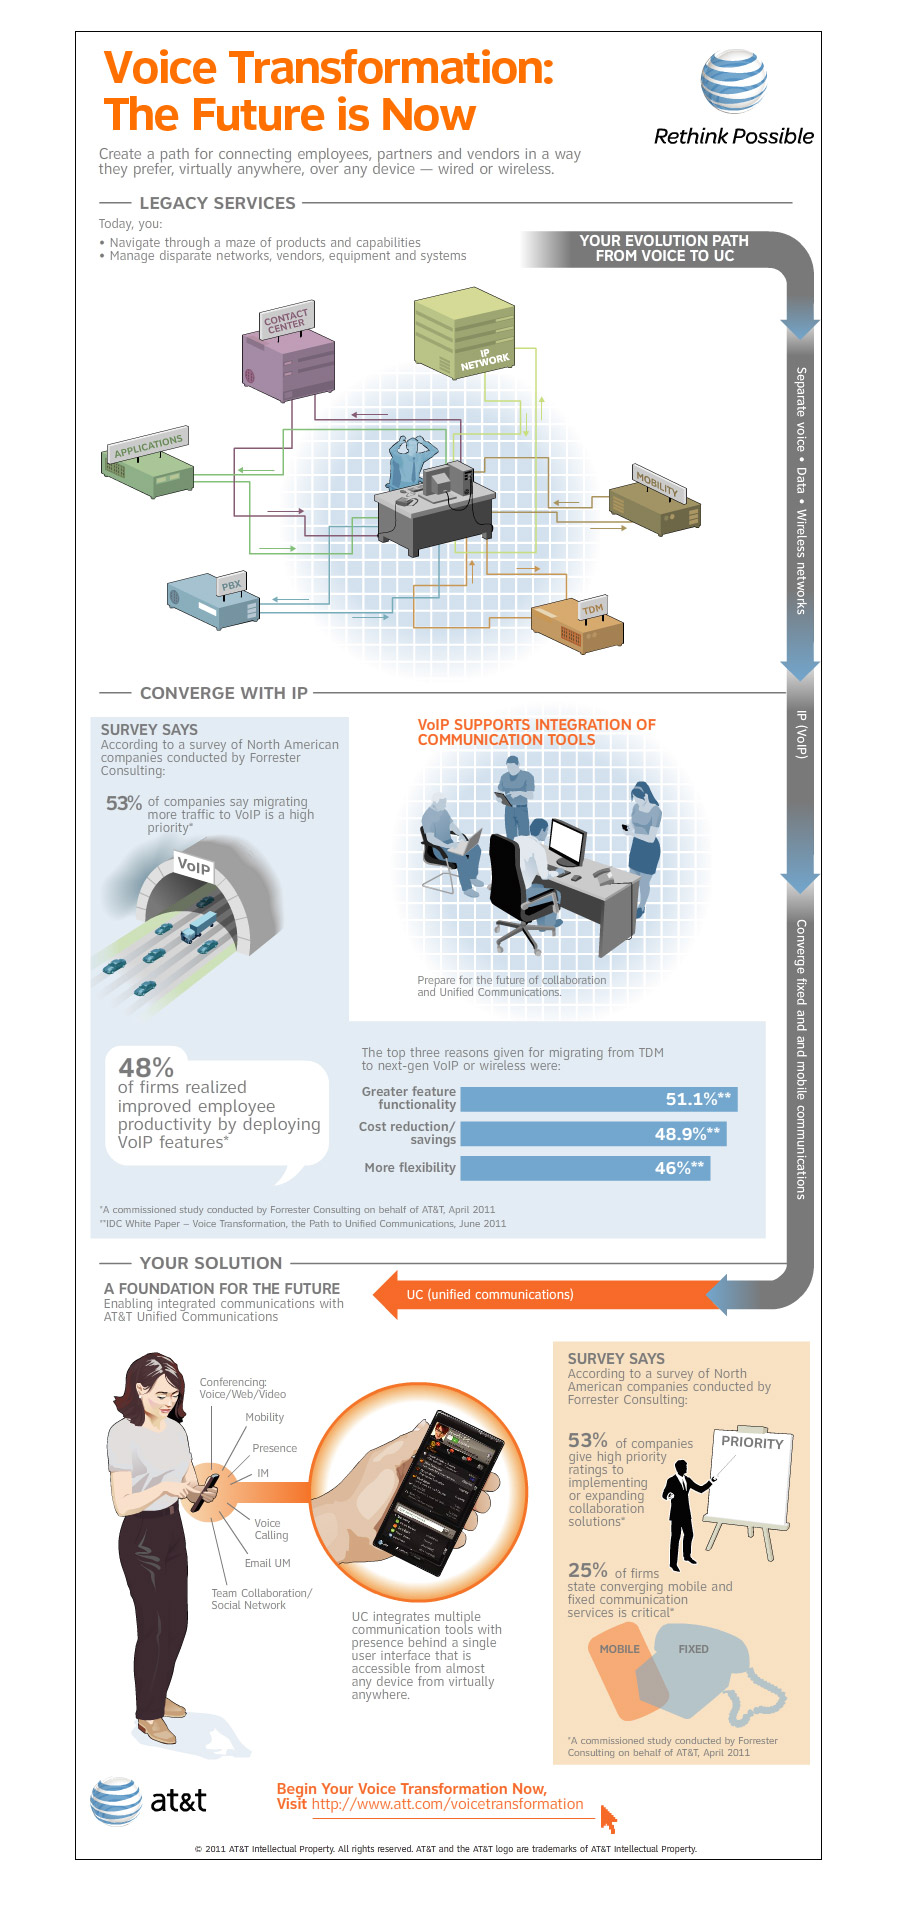 Voice Transformation:
The Future is Now
Rethink Possible
Create a path for connecting employees, partners and vendors in a way
they prefer, virtually anywhere, over any device — wired or wireless.
LEGACY SERVICES
Today, you:
• Navigate through a maze of products and capabilities
• Manage disparate networks, vendors, equipment and systems
YOUR EVOLUTION PATH
FROM VOICE TO UC
CONTACT
CENTER
IP
NETWORK
APPLICATIONS
MOBILITY
PBX
TDM
Separate voice • Data • Wireless networks
CONVERGE WITH IP
IP (VoIP)
SURVEY SAYS
According to a survey of North American
companies conducted by Forrester
Consulting:
53% of companies say migrating
more traffic to VoIP is a high
priority*
VoIP
VoIP SUPPORTS INTEGRATION OF
COMMUNICATION TOOLS
Prepare for the future of collaboration
and Unified Communications.
Converge fixed and and mobile communications
48%
of firms realized
improved employee
productivity by deploying
VoIP features*
The top three reasons given for migrating from TDM
to next-gen VoIP or wireless were:
Greater feature
functionality
51.1%**
Cost reduction/
savings
48.9%**
More flexibility
46%**
*A commissioned study conducted by Forrester Consulting on behalf of AT&T, April 2011
**IDC White Paper – Voice Transformation, the Path to Unified Communications, June 2011
YOUR SOLUTION
A FOUNDATION FOR THE FUTURE
Enabling integrated communications with
AT&T Unified Communications
UC (unified communications)
Conferencing:
Voice/Web/Video
Mobility
Presence
IM
Voice
Calling
Email UM
Team Collaboration/
Social Network
UC integrates multiple
communication tools with
presence behind a single
user interface that is
accessible from almost
any device from virtually
anywhere.
SURVEY SAYS
According to a survey of North
American companies conducted by
Forrester Consulting:
53% of companies
give high priority
ratings to
implementing
or expanding
collaboration
solutions*
PRIORITY
25% of firms
state converging mobile and
fixed communication
services is critical*
MOBILE
FIXED
*A commissioned study conducted by Forrester
Consulting on behalf of AT&T, April 2011
at&t
Begin Your Voice Transformation Now,
Visit http://www.att.com/voicetransformation
© 2011 AT&T Intellectual Property. All rights reserved. AT&T and the AT&T logo are trademarks of AT&T Intellectual Property.